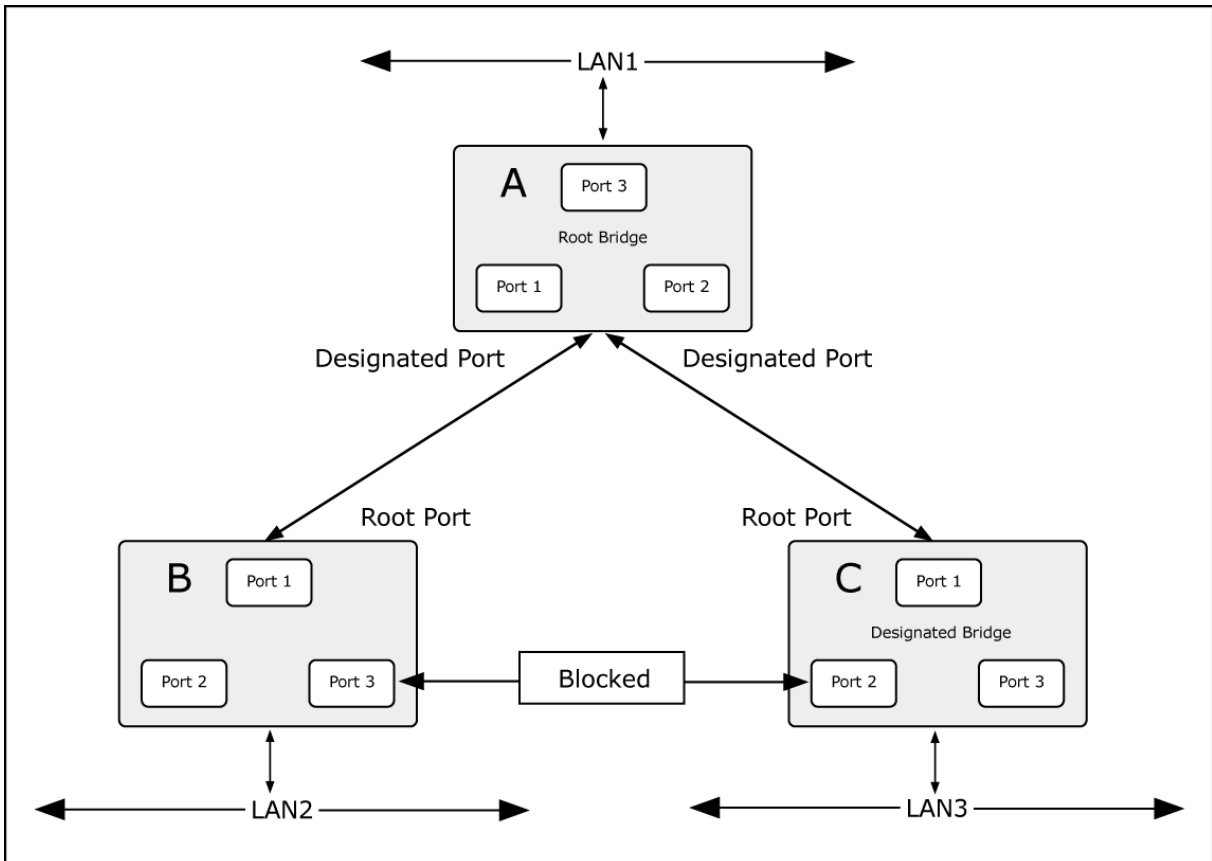 LAN1
A
Port 3
Root Bridge
Port 1
Port 2
Designated Port
Designated Port
Root Port
Root Port
B
Port 1
Port 2
Port 3
Blocked
C
Port 1
Designated Bridge
Port 2
Port 3
LAN2
LAN3